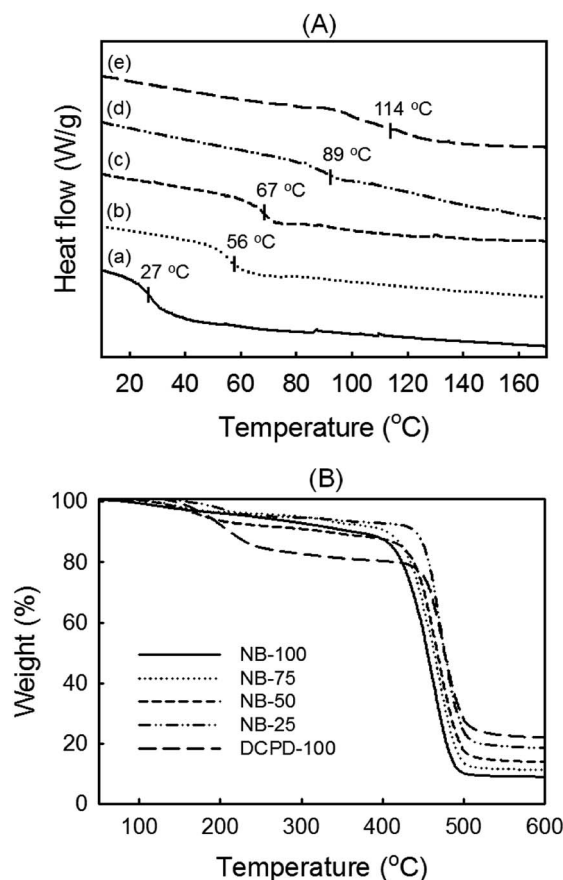 (A)
(e)
114 °C
(d)
89 °C
(c)
67 °C
(b)
56 °C
(a)
27 °C
Heat flow (W/g)
20 40 60 80 100 120 140 160
Temperature (°C)
(B)
100
80
60
40
20
0
Weight (%)
NB-100
NB-75
NB-50
NB-25
DCPD-100
100 200 300 400 500 600
Temperature (°C)